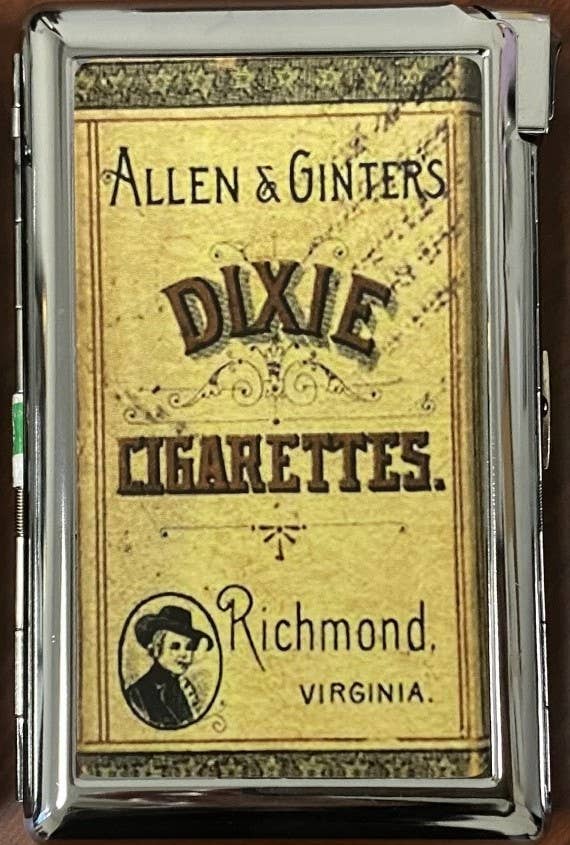 ALLEN & GINTER'S
DIXIE
CIGARETTES.
Richmond,
VIRGINIA.